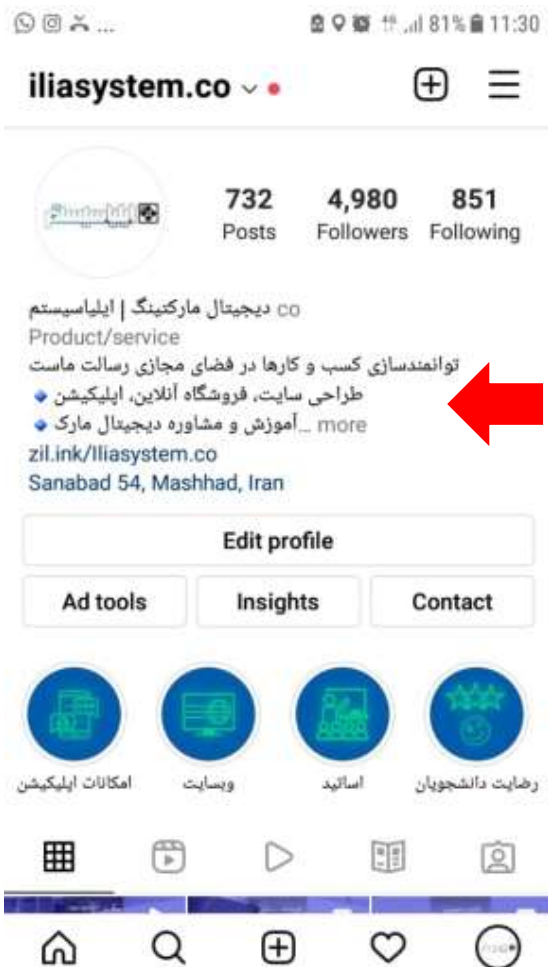 81% 11:30
iliasystem.co
732 4,980 851
Posts Followers Following
co دیجیتال مارکتینگ | ایلیاسیستم
Product/service
توانمندسازی کسب و کارها در فضای مجازی رسالت ماست
طراحی سایت، فروشگاه آنلاین، اپلیکیشن
آموزش و مشاوره دیجیتال مارک... more
zil.ink/Iliasystem.co
Sanabad 54, Mashhad, Iran
Edit profile
Ad tools Insights Contact
امکانات اپلیکیشن وبسایت اساتید رضایت دانشجویان